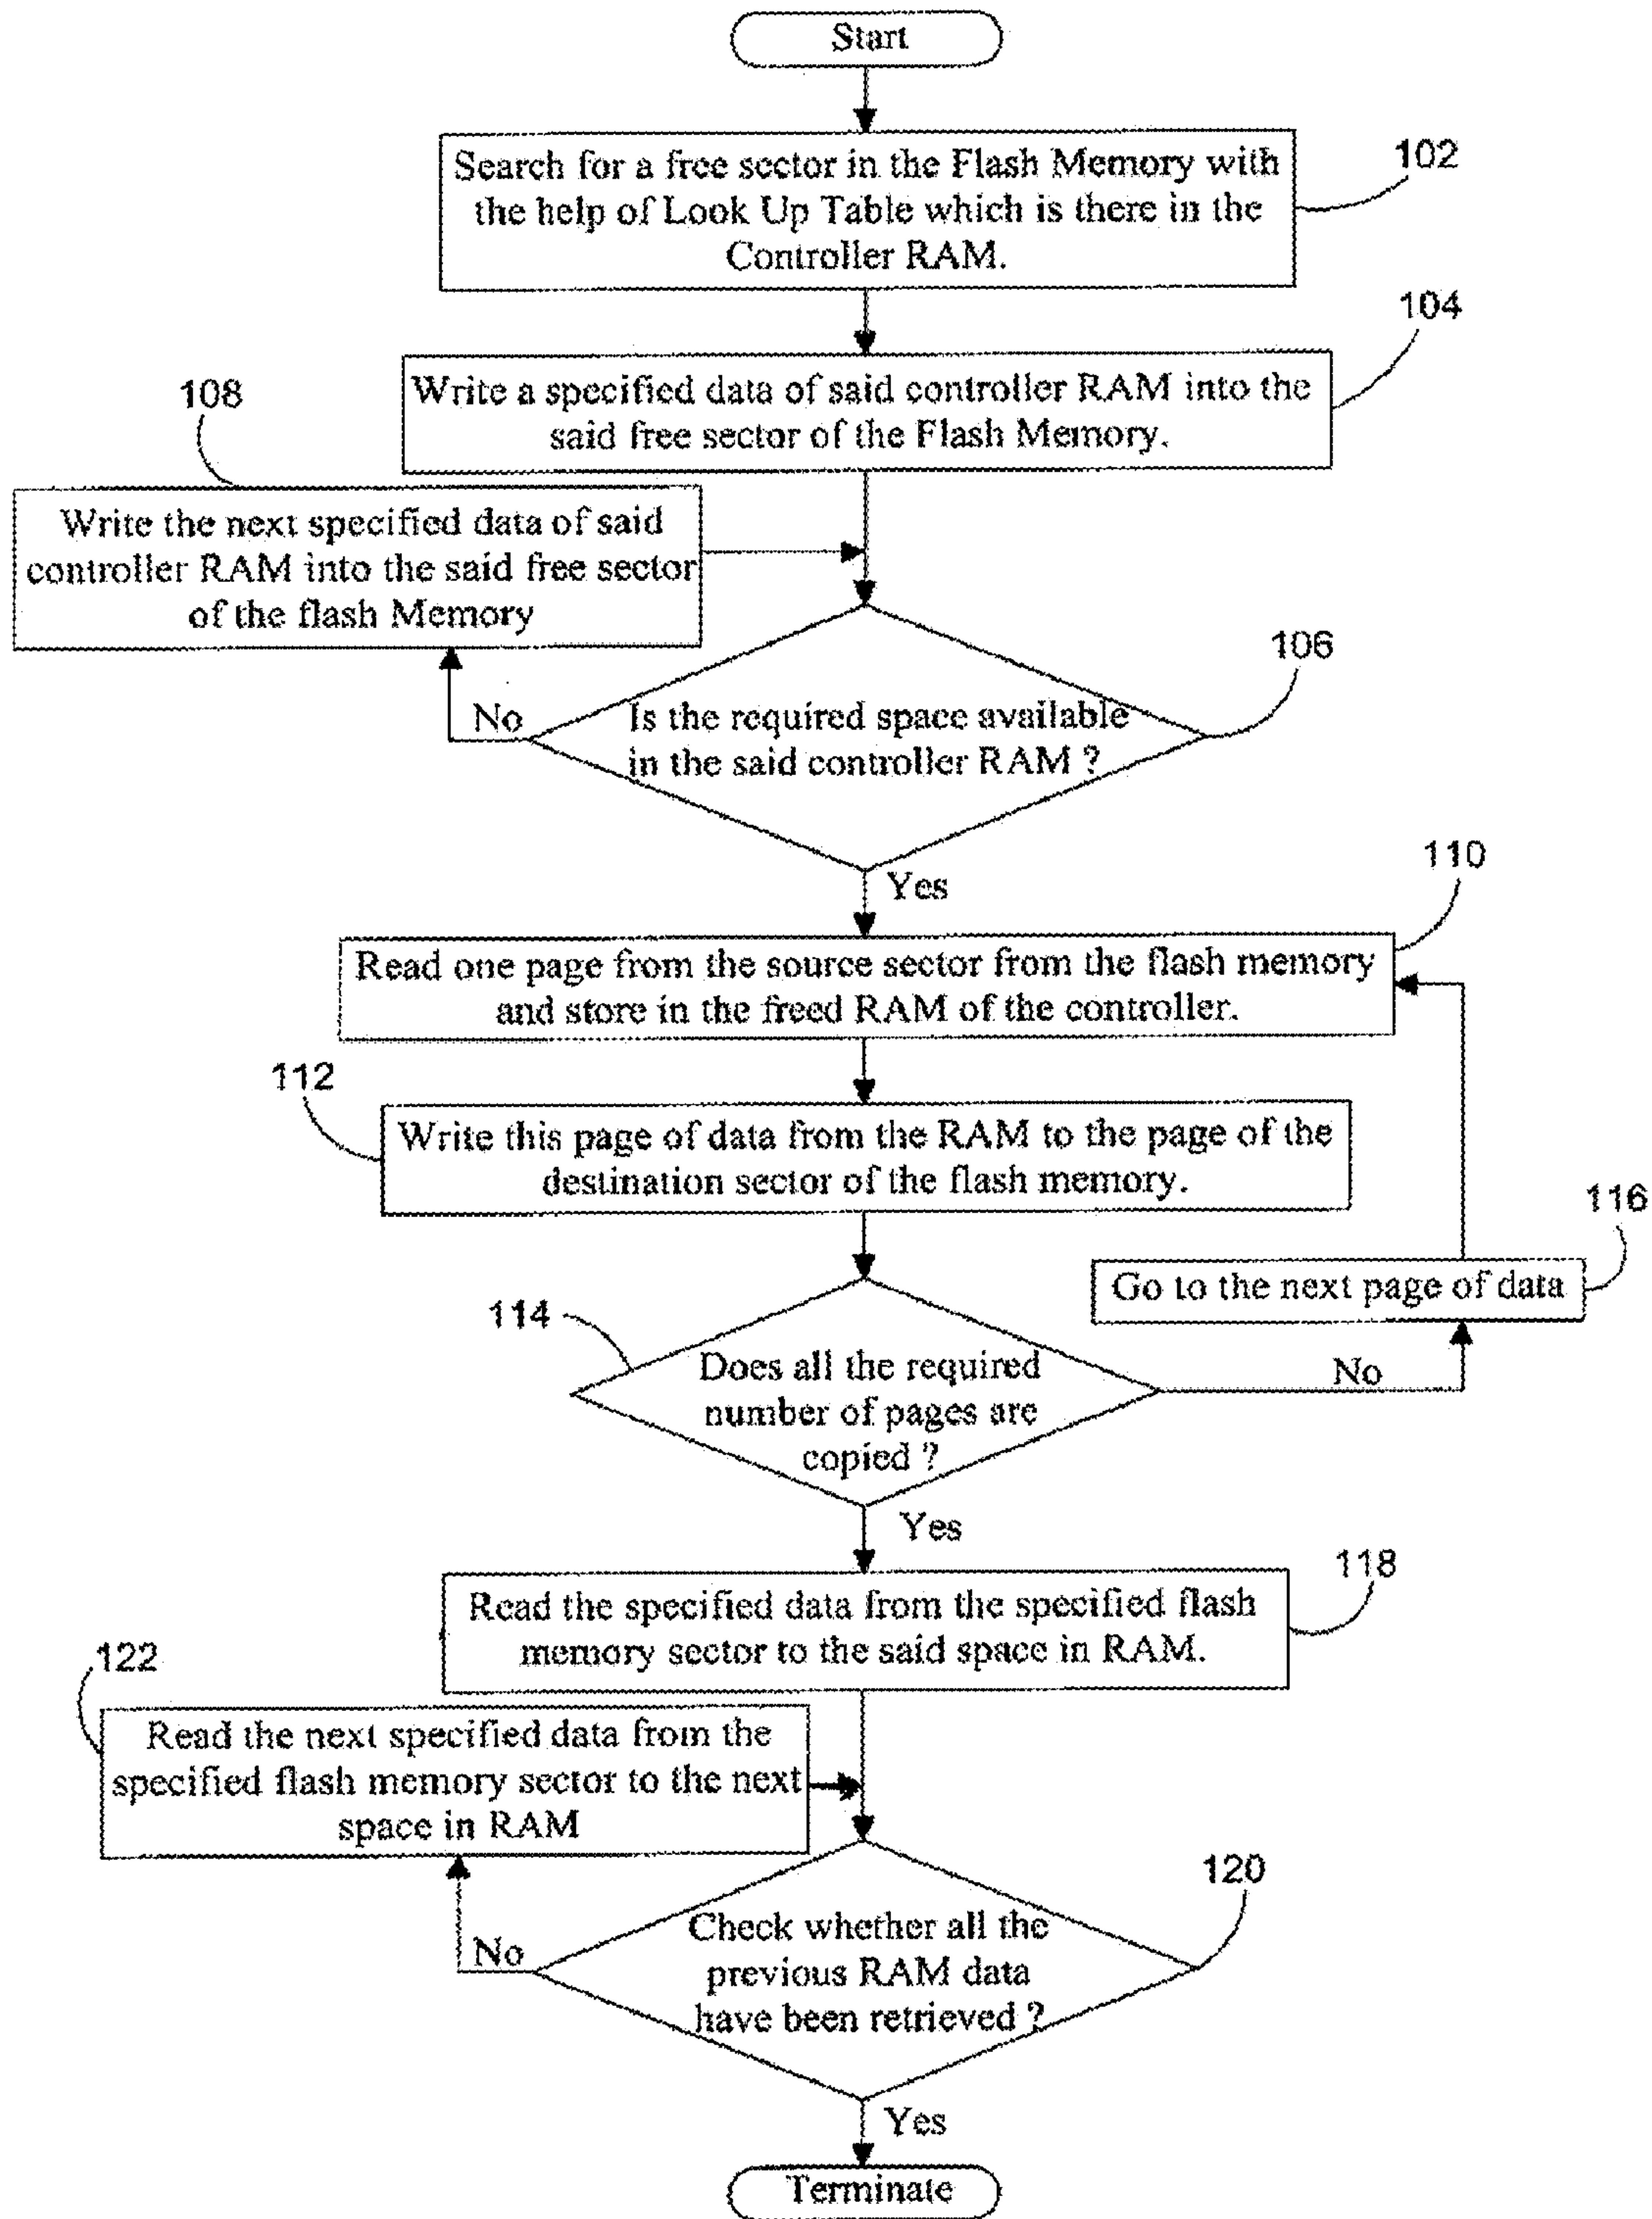 Start
Search for a free sector in the Flash Memory with
the help of Look Up Table which is there in the
Controller RAM.
102
104
Write a specified data of said controller RAM into the
said free sector of the Flash Memory.
108
Write the next specified data of said
controller RAM into the said free sector
of the flash Memory
106
No
Is the required space available
in the said controller RAM ?
Yes
110
Read one page from the source sector from the flash memory
and store in the freed RAM of the controller.
112
Write this page of data from the RAM to the page of the
destination sector of the flash memory.
116
Go to the next page of data
114
Does all the required
number of pages are
copied ?
No
Yes
118
Read the specified data from the specified flash
memory sector to the said space in RAM.
122
Read the next specified data from the
specified flash memory sector to the next
space in RAM
120
No
Check whether all the
previous RAM data
have been retrieved ?
Yes
Terminate